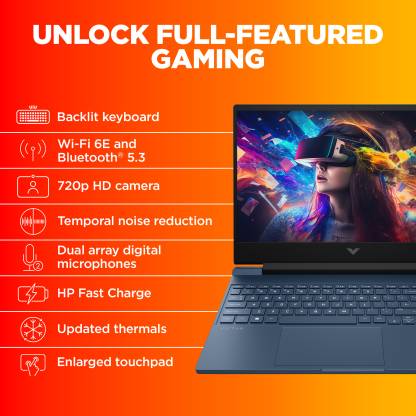 UNLOCK FULL-FEATURED
GAMING
Backlit keyboard
Wi-Fi 6E and
Bluetooth® 5.3
720p HD camera
Temporal noise reduction
Dual array digital
microphones
2
HP Fast Charge
Updated thermals
Enlarged touchpad